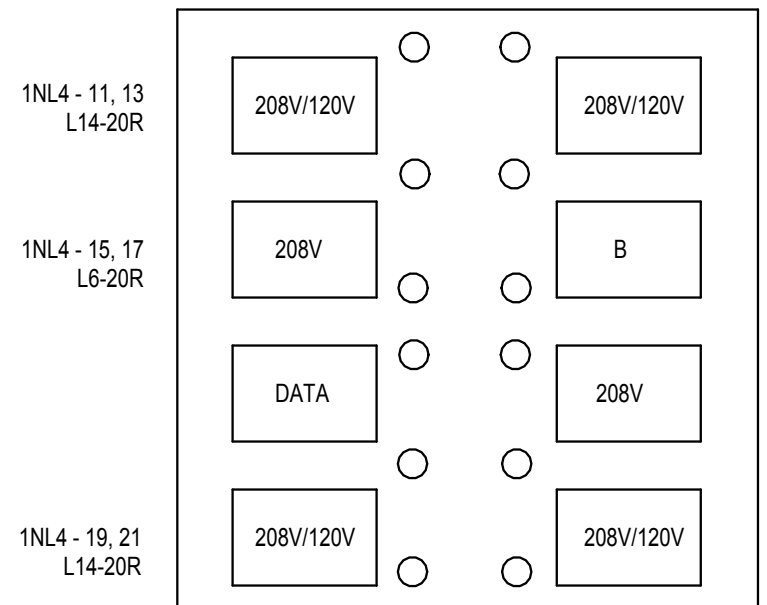 1NL4 - 11, 13
L14-20R
208V/120V
208V/120V
1NL4 - 15, 17
L6-20R
208V
B
DATA
208V
1NL4 - 19, 21
L14-20R
208V/120V
208V/120V